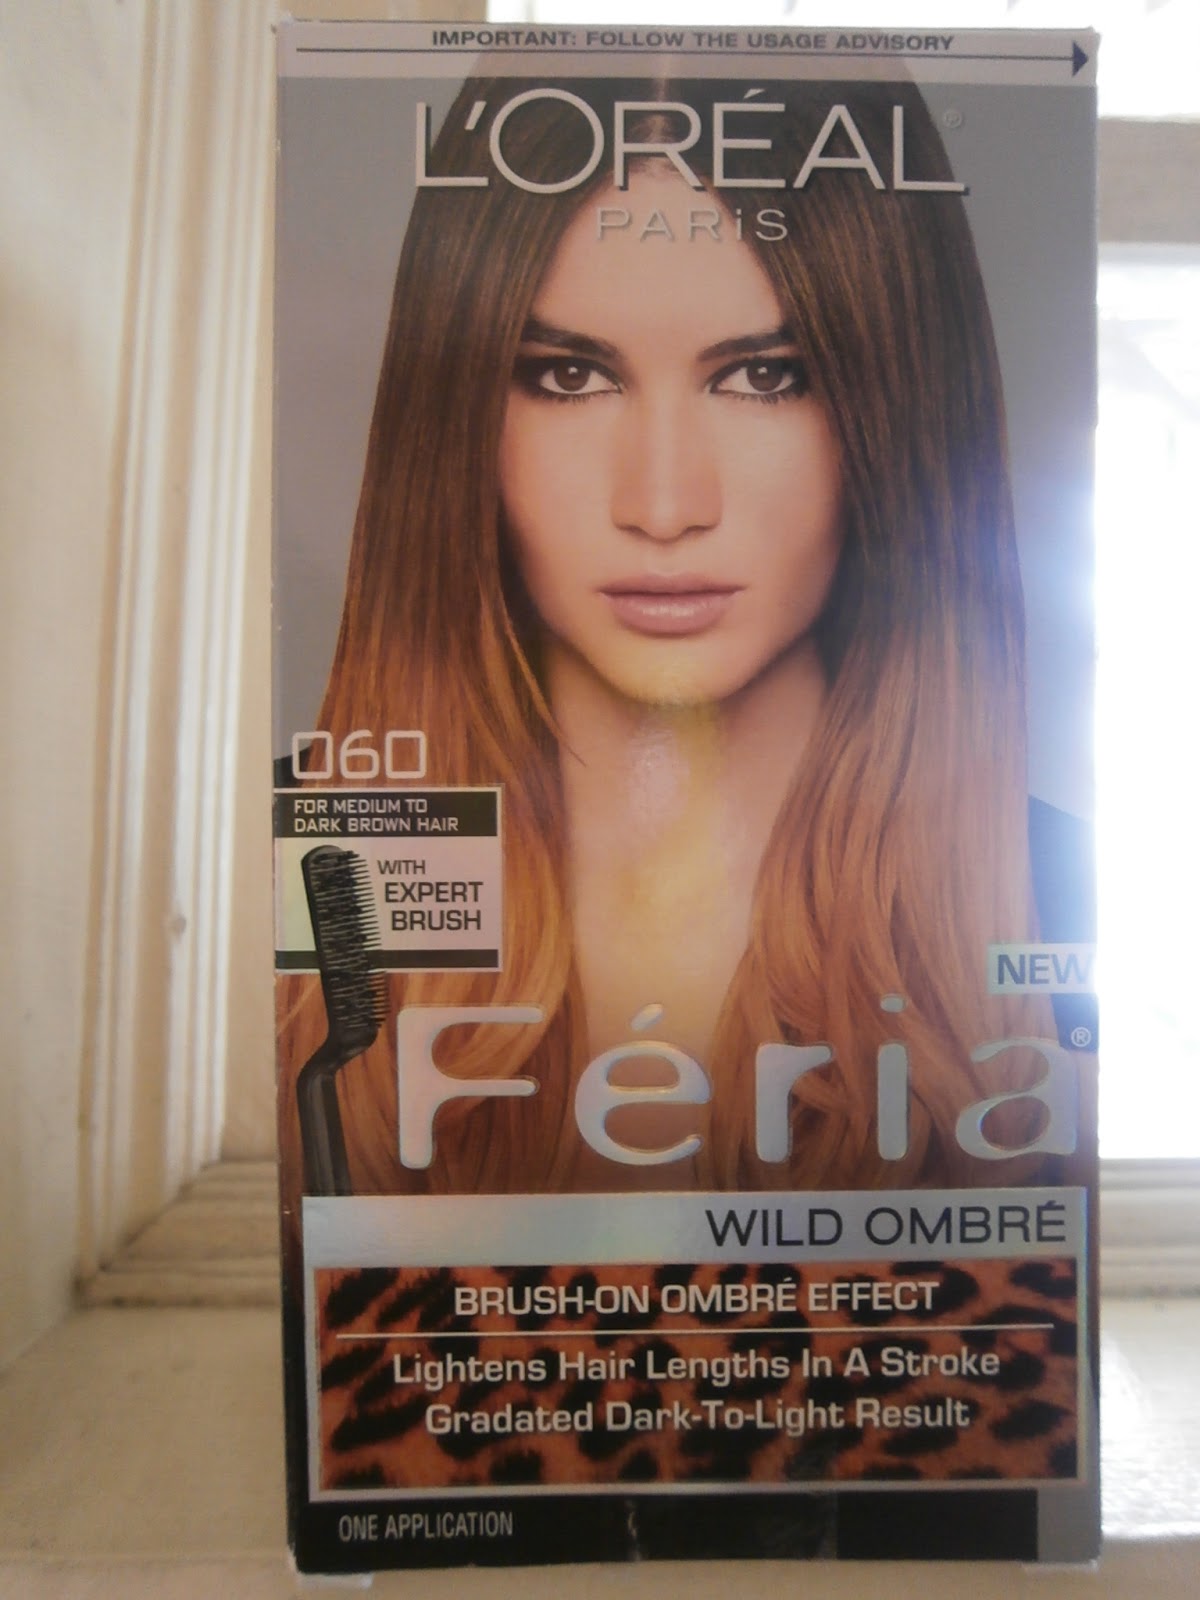 IMPORTANT: FOLLOW THE USAGE ADVISORY
L'ORÉAL®
PARiS
060
FOR MEDIUM TO
DARK BROWN HAIR
WITH
EXPERT
BRUSH
NEW
Féria®
WILD OMBRÉ
BRUSH-ON OMBRÉ EFFECT
Lightens Hair Lengths In A Stroke
Gradated Dark-To-Light Result
ONE APPLICATION